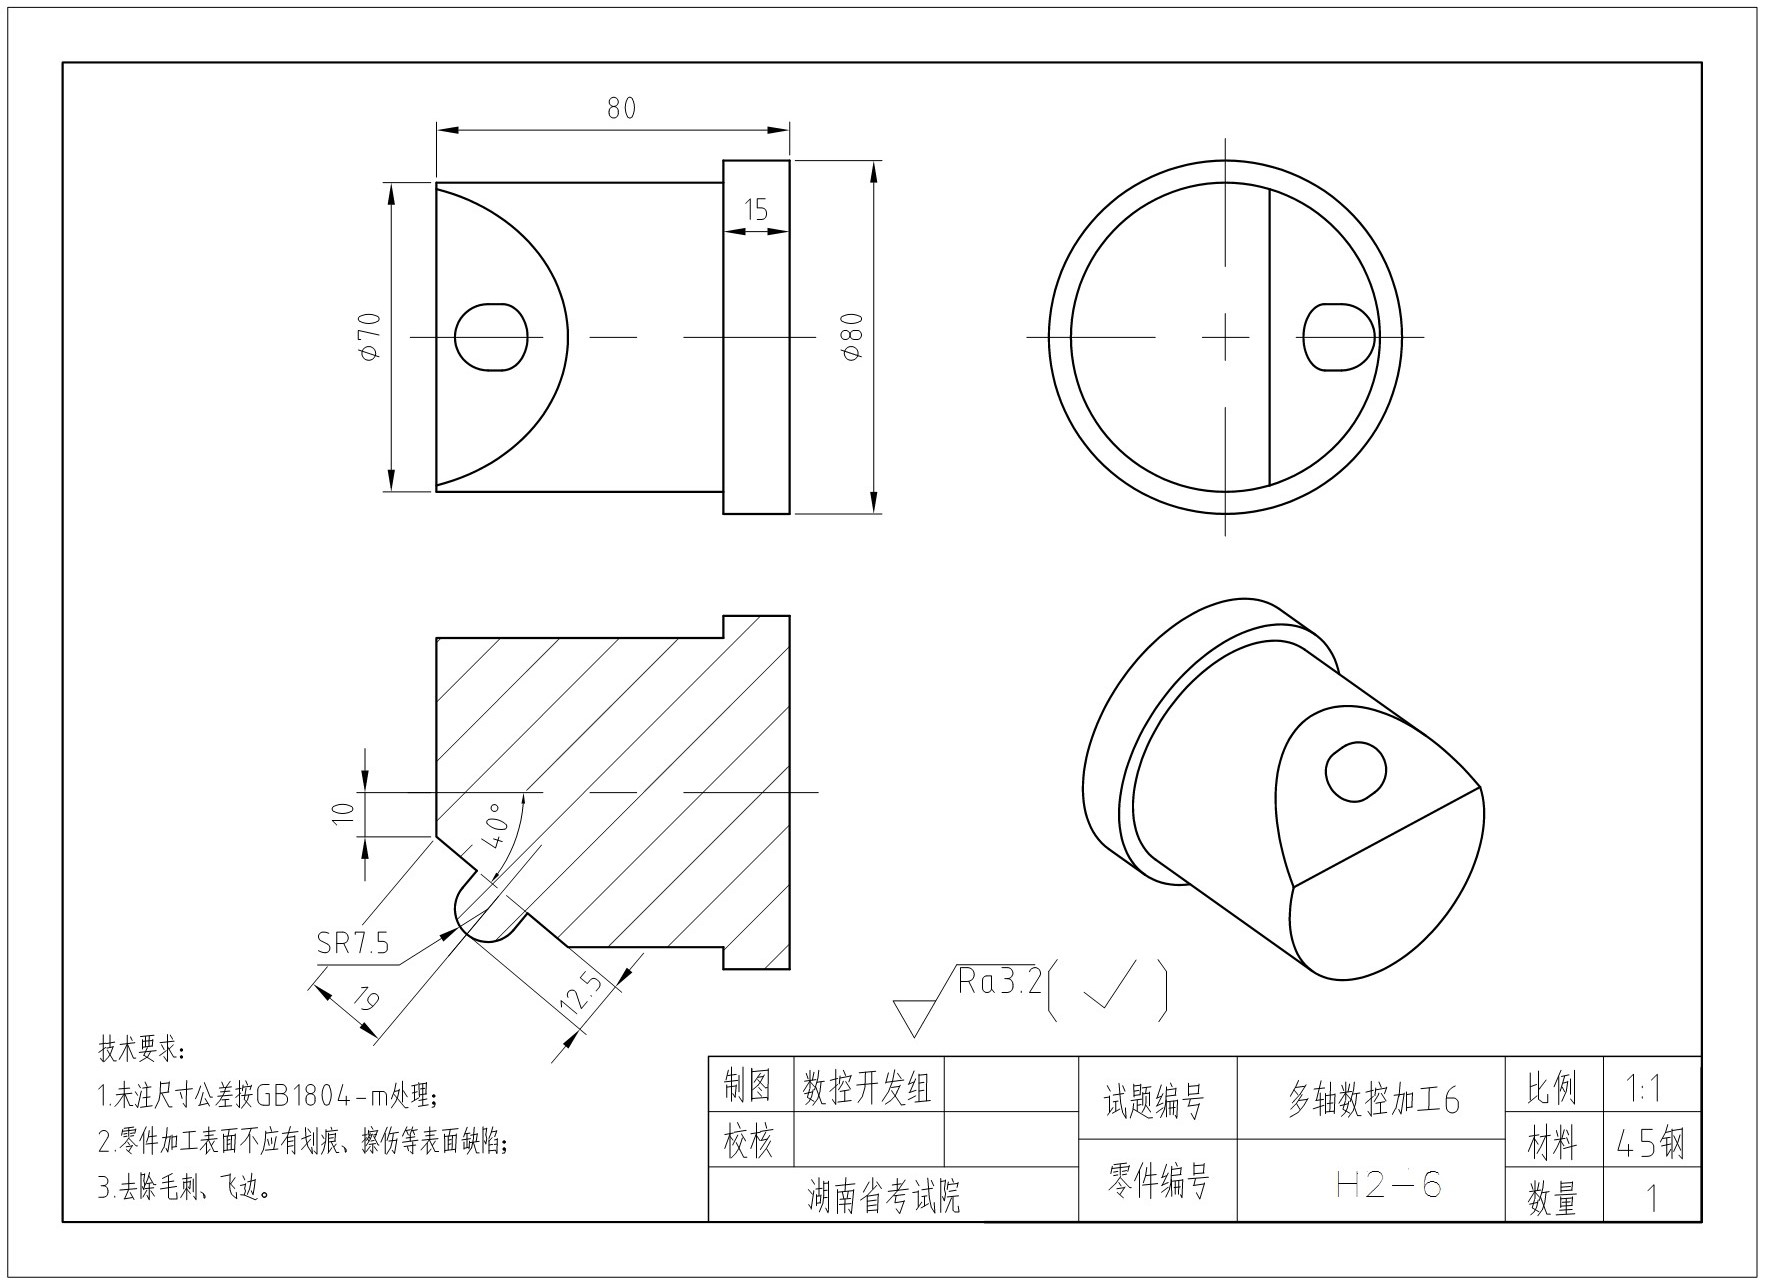 80
15
φ70
φ80
10
40°
SR7.5
19
12.5
Ra3.2( )
技术要求:
1.未注尺寸公差按GB1804-m处理;
2.零件加工表面不应有划痕、擦伤等表面缺陷;
3.去除毛刺、飞边。
制图 数控开发组 试题编号 多轴数控加工6 比例 1:1
校核 材料 45钢
湖南省考试院 零件编号 H2-6 数量 1